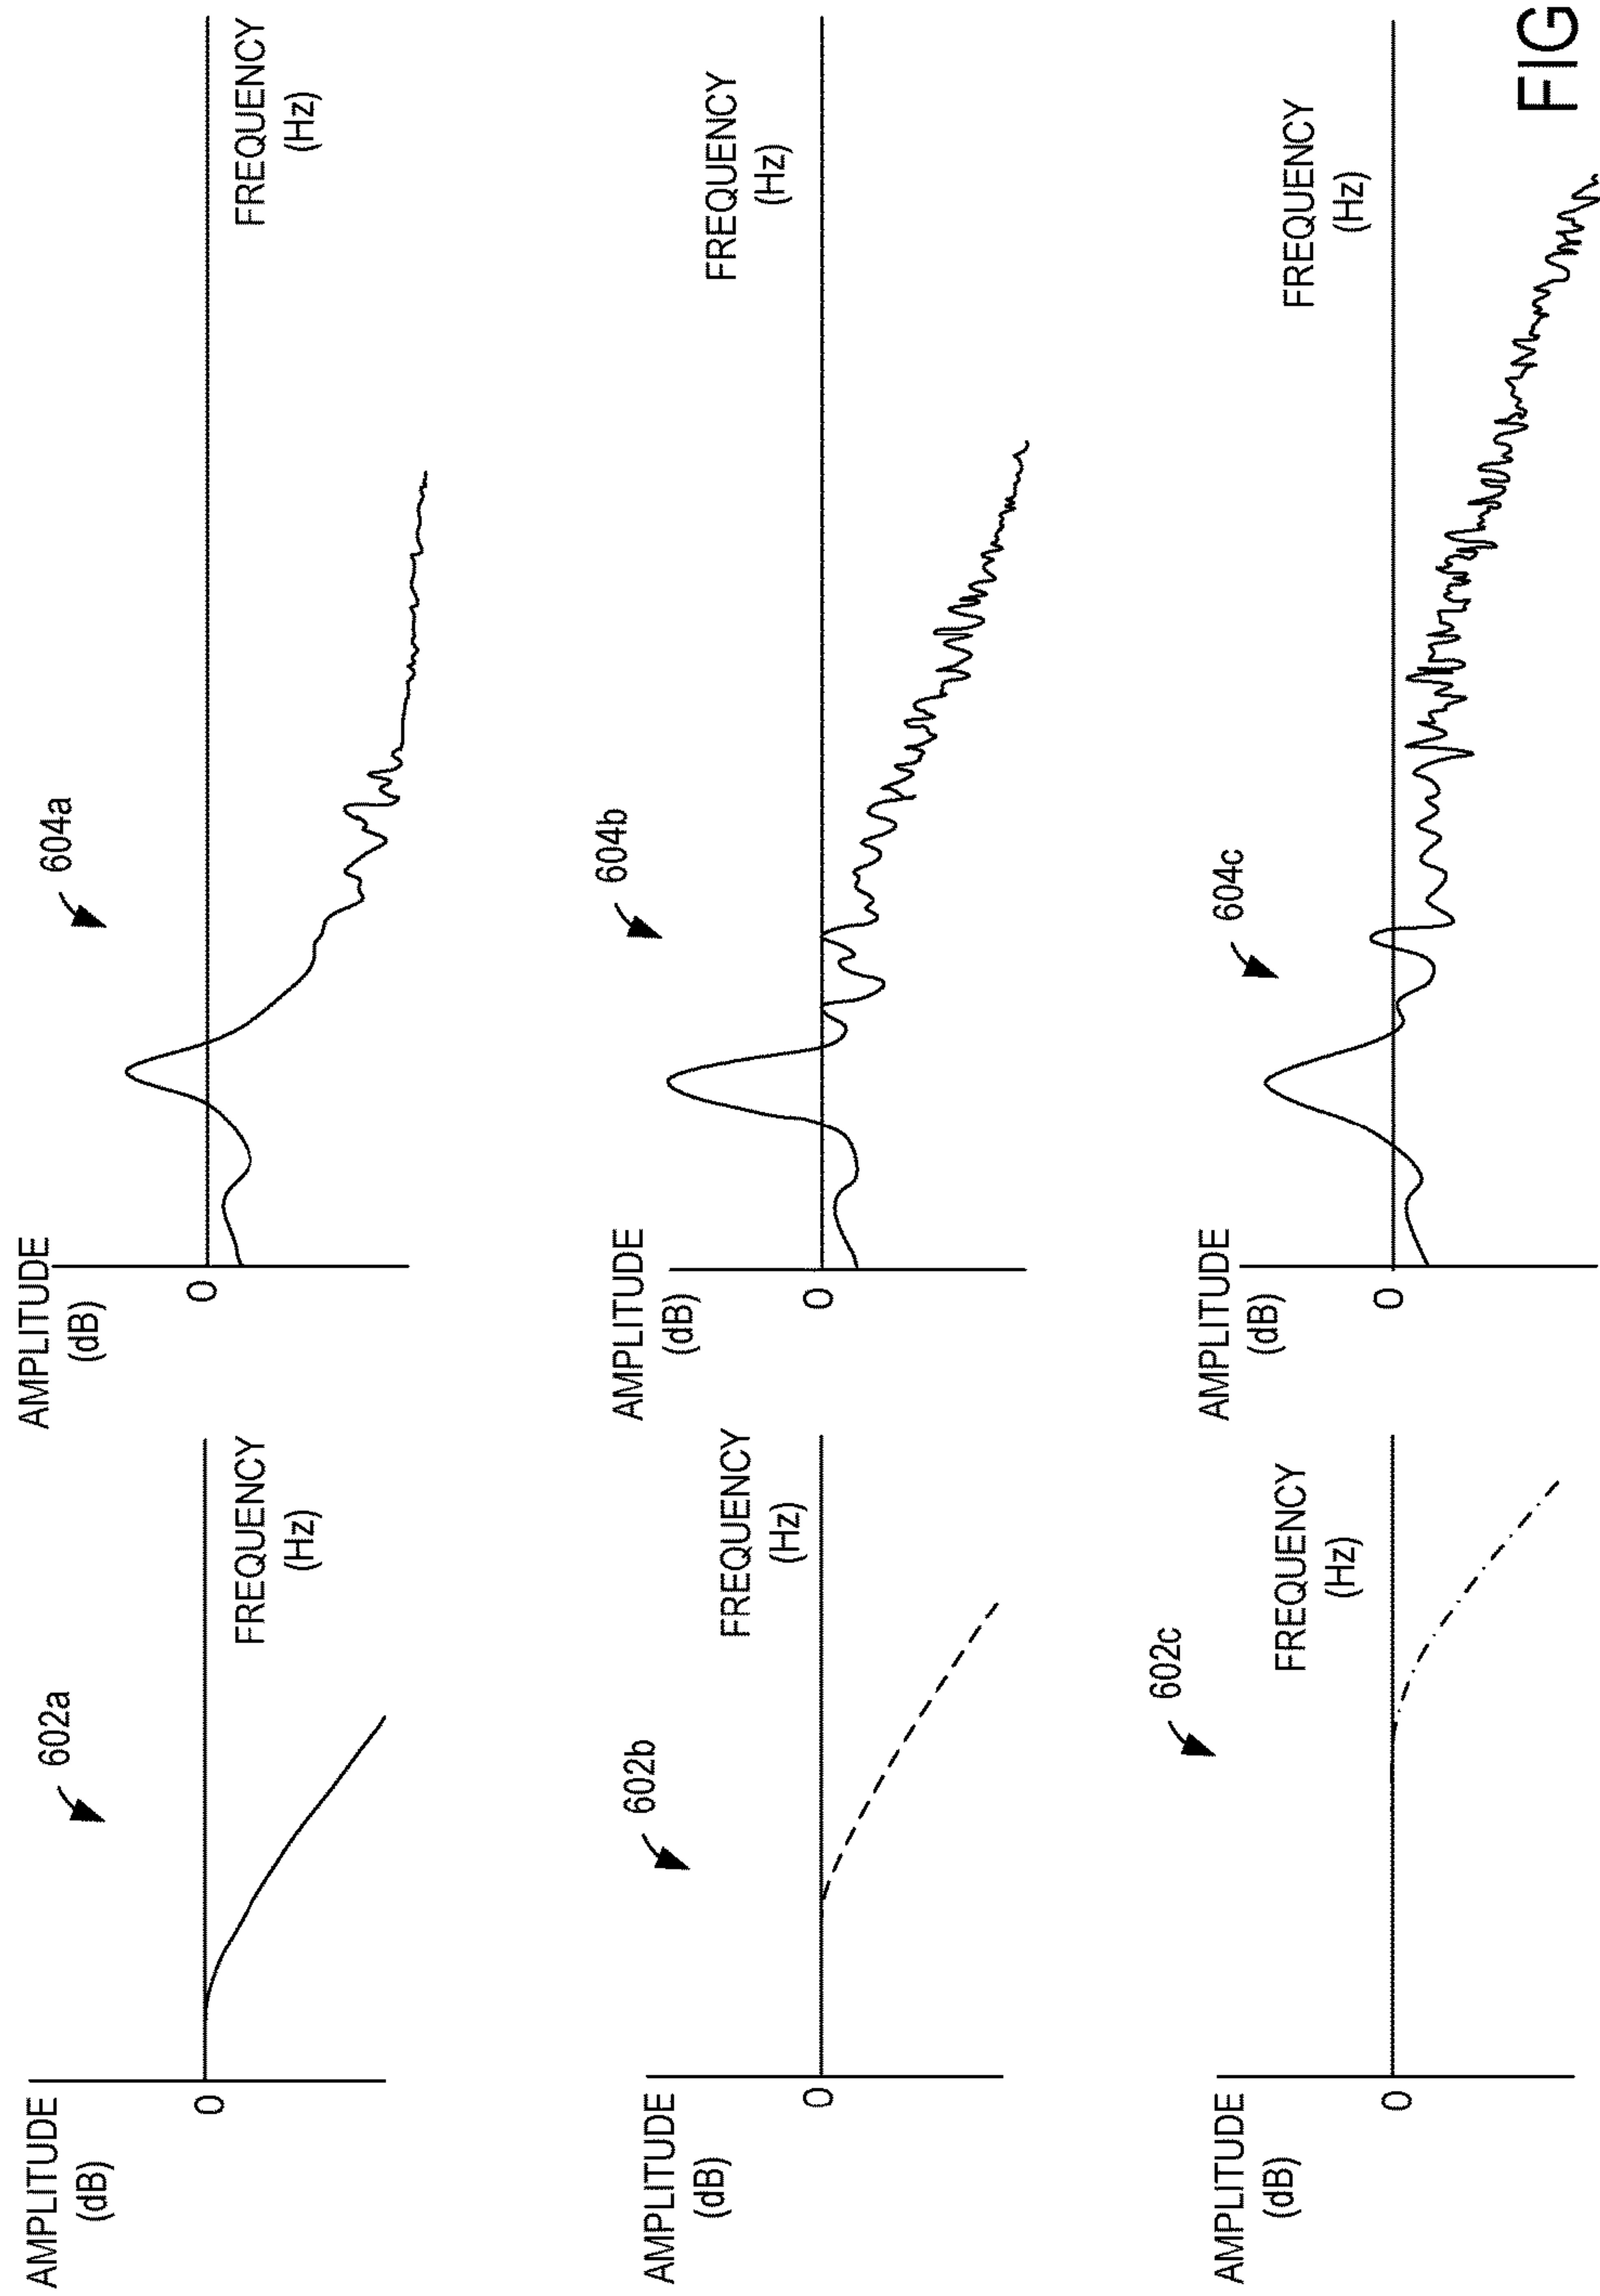 602a
AMPLITUDE
(dB)
0
FREQUENCY
(Hz)
604a
AMPLITUDE
(dB)
0
FREQUENCY
(Hz)
602b
AMPLITUDE
(dB)
0
FREQUENCY
(Hz)
604b
AMPLITUDE
(dB)
0
FREQUENCY
(Hz)
602c
AMPLITUDE
(dB)
0
FREQUENCY
(Hz)
604c
AMPLITUDE
(dB)
0
FREQUENCY
(Hz)
FIG